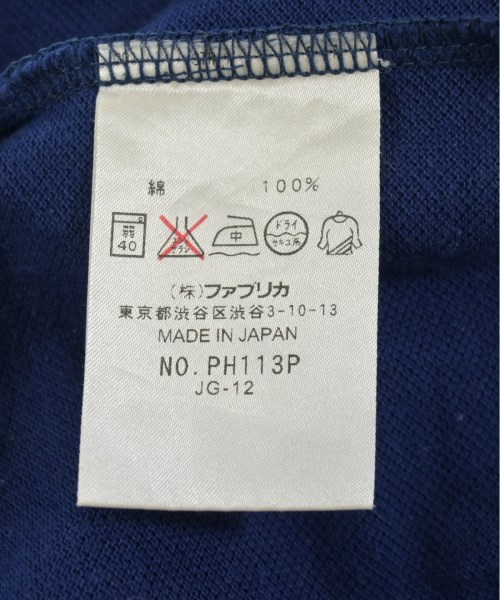 綿 100%
弱 40 エンソ サラシ 中 ドライ セキユ系
(株)ファブリカ
東京都渋谷区渋谷3-10-13
MADE IN JAPAN
NO. PH113P
JG-12